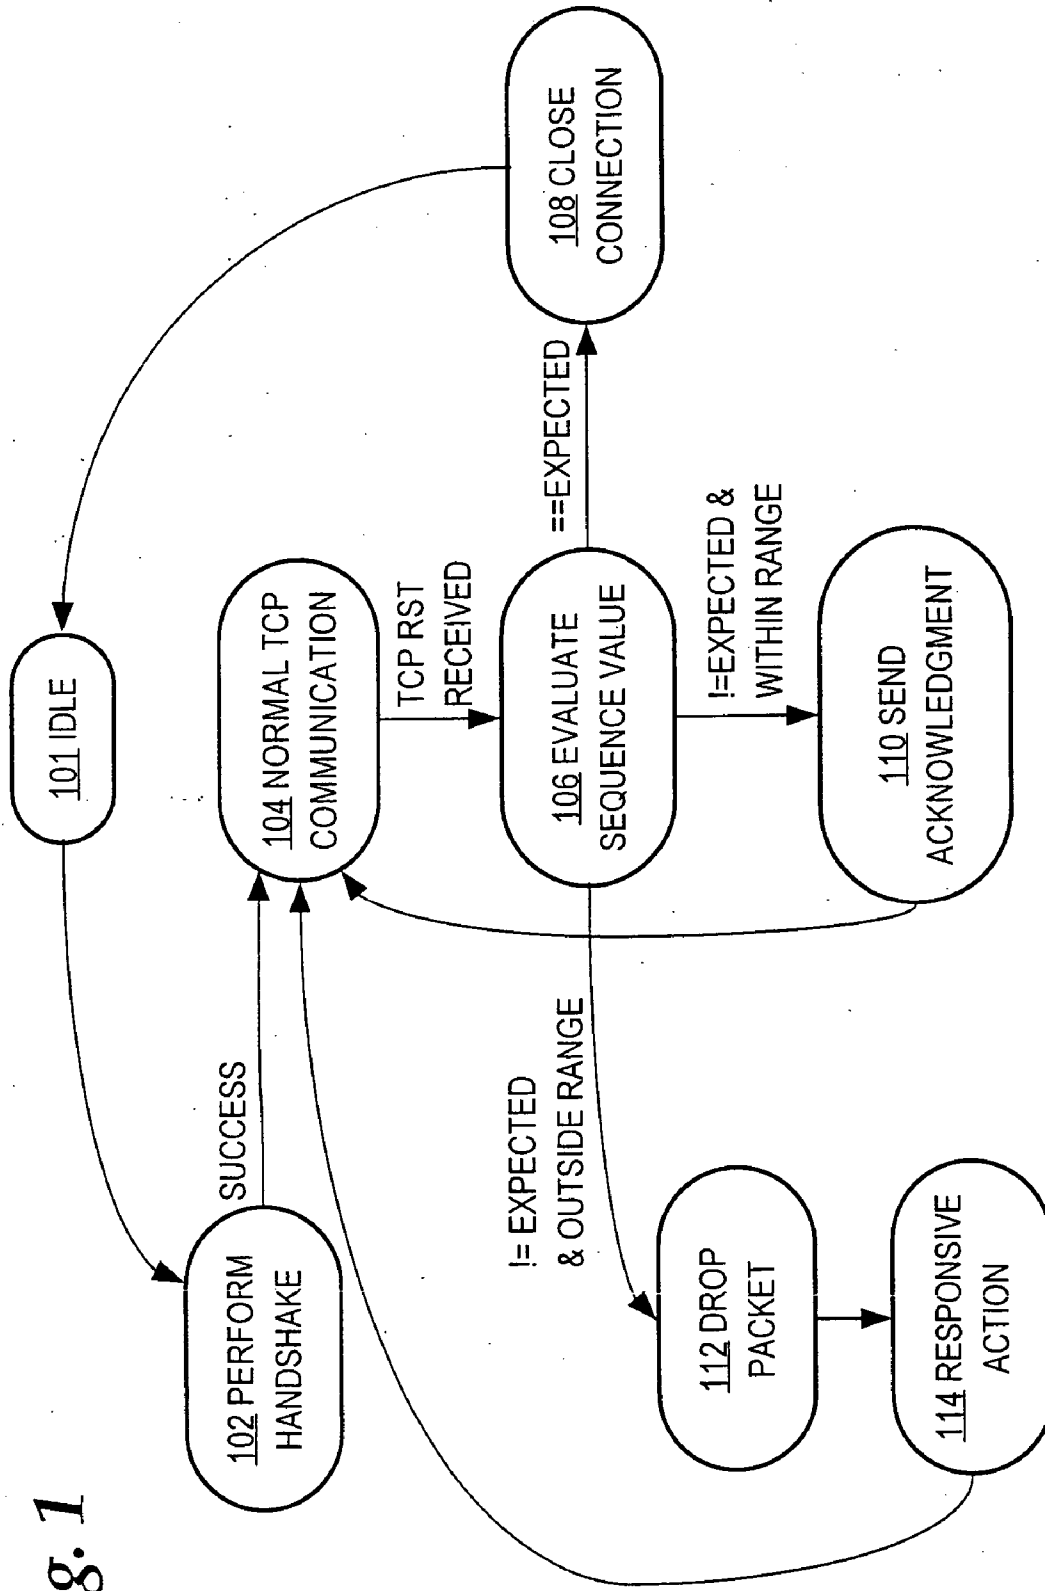 g. 1
101 IDLE
102 PERFORM
HANDSHAKE
SUCCESS
104 NORMAL TCP
COMMUNICATION
TCP RST
RECEIVED
106 EVALUATE
SEQUENCE VALUE
==EXPECTED
108 CLOSE
CONNECTION
!= EXPECTED
& OUTSIDE RANGE
!=EXPECTED &
WITHIN RANGE
112 DROP
PACKET
110 SEND
ACKNOWLEDGMENT
114 RESPONSIVE
ACTION